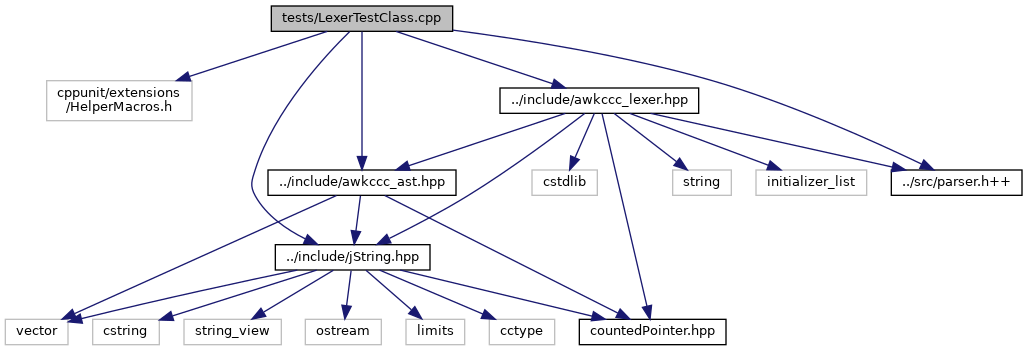 tests/LexerTestClass.cpp
cppunit/extensions
/HelperMacros.h
../include/awkccc_lexer.hpp
../include/awkccc_ast.hpp
cstdlib
string
initializer_list
../src/parser.h++
../include/jString.hpp
vector
cstring
string_view
ostream
limits
cctype
countedPointer.hpp